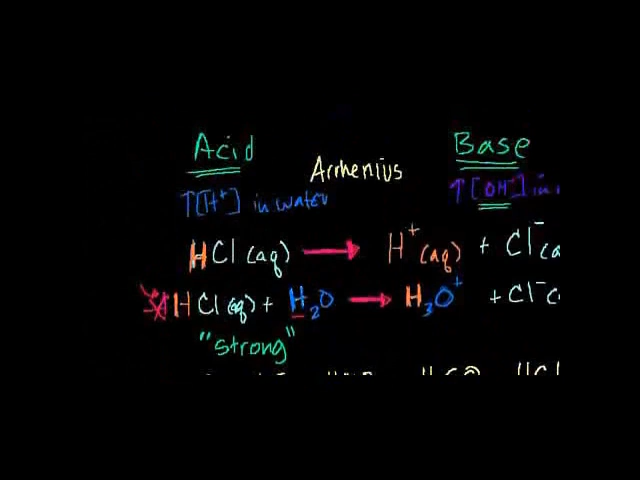 Acid
Base
Arrhenius
↑[H⁺] in water
↑[OH⁻] in
HCl (aq) → H⁺ (aq) + Cl⁻ (a
HCl (aq) + H₂O → H₃O⁺ + Cl⁻ (
"strong"